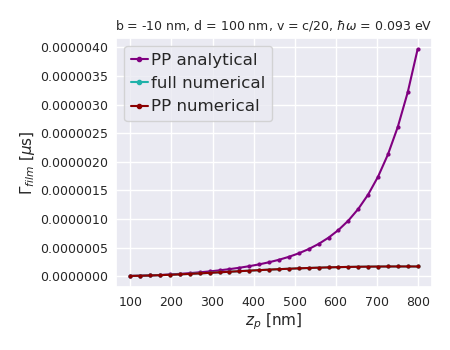 b = -10 nm, d = 100 nm, v = c/20, ℏω = 0.093 eV
0.0000040
0.0000035
0.0000030
0.0000025
0.0000020
0.0000015
0.0000010
0.0000005
0.0000000
Γ_film [μs]
PP analytical
full numerical
PP numerical
100 200 300 400 500 600 700 800
z_p [nm]